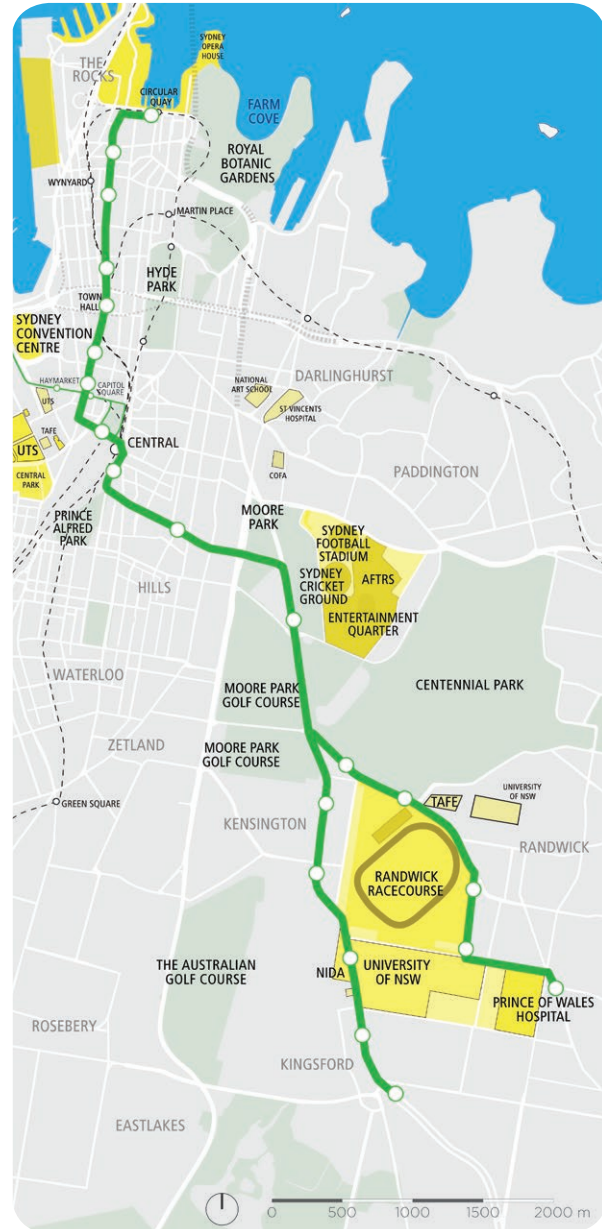 SYDNEY
OPERA
HOUSE
THE
ROCKS
CIRCULAR
QUAY
FARM
COVE
ROYAL
BOTANIC
GARDENS
WYNYARD
MARTIN PLACE
HYDE
PARK
TOWN
HALL
SYDNEY
CONVENTION
CENTRE
DARLINGHURST
HAYMARKET
CAPITOL
SQUARE
NATIONAL
ART SCHOOL
ST VINCENTS
HOSPITAL
UTS
TAFE
UTS
CENTRAL
CENTRAL
PARK
COFA
PADDINGTON
PRINCE
ALFRED
PARK
MOORE
PARK
SYDNEY
FOOTBALL
STADIUM
SYDNEY
CRICKET
GROUND
AFTRS
ENTERTAINMENT
QUARTER
HILLS
WATERLOO
MOORE PARK
GOLF COURSE
CENTENNIAL PARK
ZETLAND
MOORE PARK
GOLF COURSE
GREEN SQUARE
KENSINGTON
TAFE
UNIVERSITY
OF NSW
RANDWICK
RANDWICK
RACECOURSE
THE AUSTRALIAN
GOLF COURSE
NIDA
UNIVERSITY
OF NSW
PRINCE OF WALES
HOSPITAL
ROSEBERY
KINGSFORD
EASTLAKES
0 500 1000 1500 2000 m